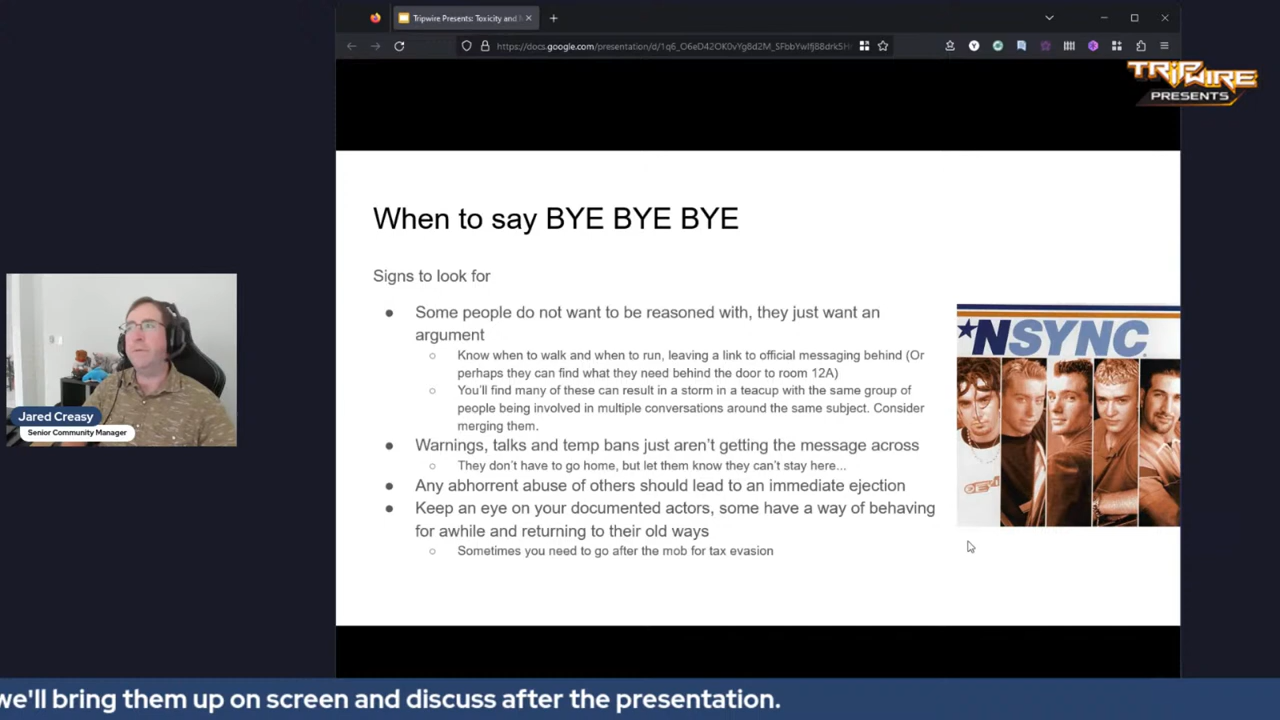 Tripwire Presents: Toxicity and
https://docs.google.com/presentation/d/1q6_O6eD42OK0vYg8d2M_SFbbYwlfj88drk5H
TRIPWIRE
PRESENTS
When to say BYE BYE BYE
Signs to look for
● Some people do not want to be reasoned with, they just want an
argument
○ Know when to walk and when to run, leaving a link to official messaging behind (Or
perhaps they can find what they need behind the door to room 12A)
○ You’ll find many of these can result in a storm in a teacup with the same group of
people being involved in multiple conversations around the same subject. Consider
merging them.
● Warnings, talks and temp bans just aren’t getting the message across
○ They don’t have to go home, but let them know they can’t stay here...
● Any abhorrent abuse of others should lead to an immediate ejection
● Keep an eye on your documented actors, some have a way of behaving
for awhile and returning to their old ways
○ Sometimes you need to go after the mob for tax evasion
*NSYNC
Jared Creasy
Senior Community Manager
we'll bring them up on screen and discuss after the presentation.